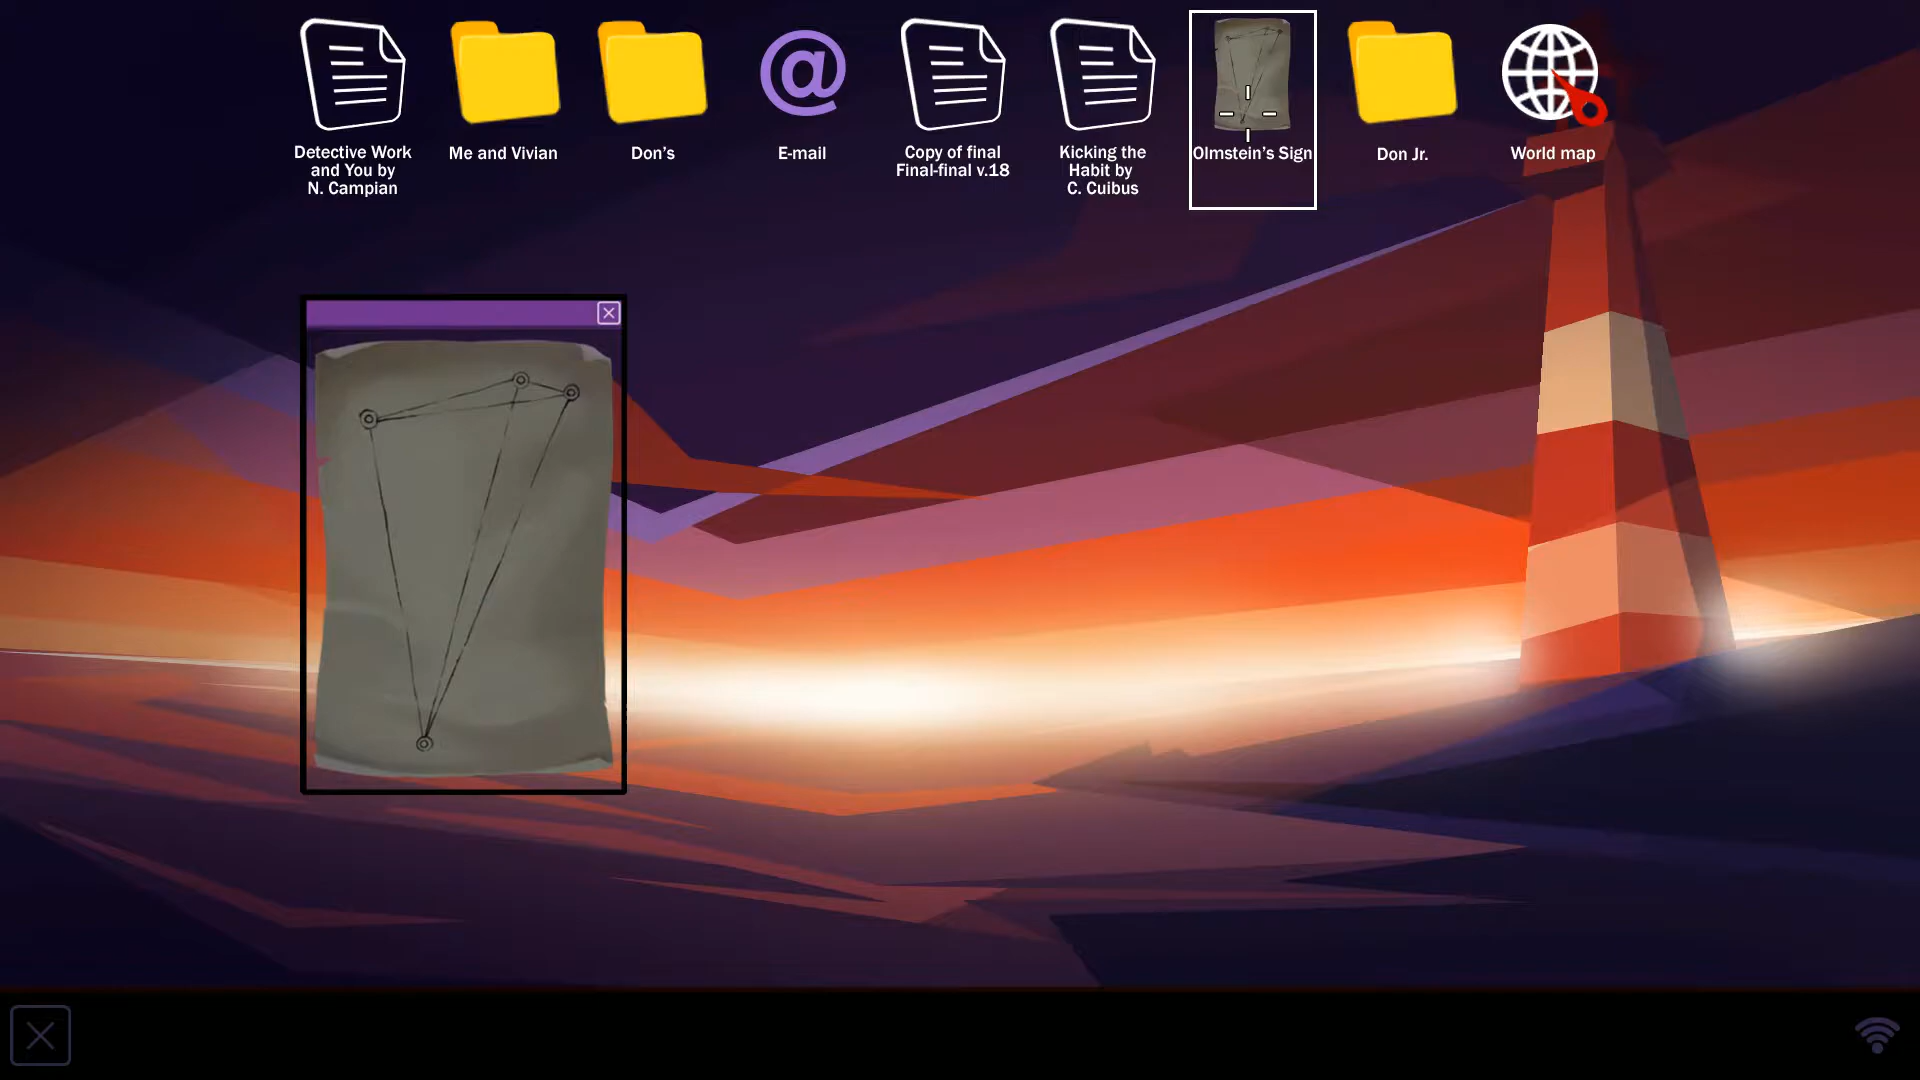 Detective Work
and You by
N. Campian
Me and Vivian
Don's
@
E-mail
Copy of final
Final-final v.18
Kicking the
Habit by
C. Cuibus
Olmstein's Sign
Don Jr.
World map